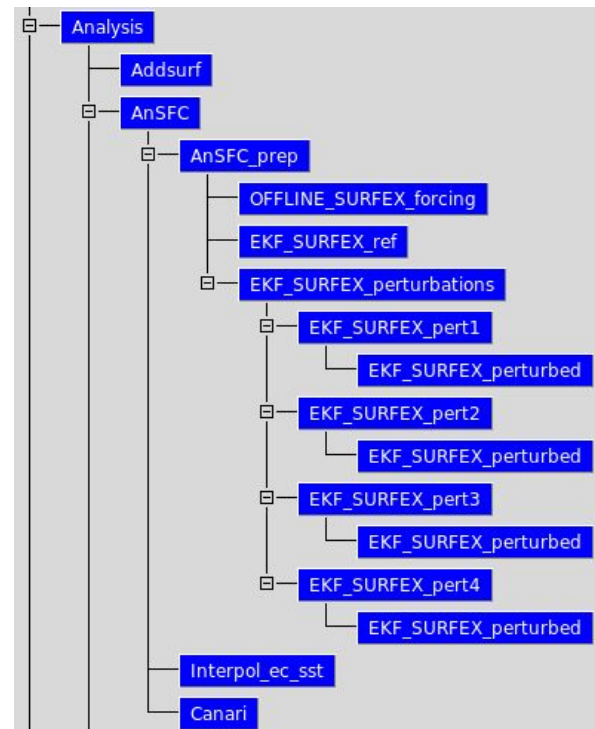 Analysis
Addsurf
AnSFC
AnSFC_prep
OFFLINE_SURFEX_forcing
EKF_SURFEX_ref
EKF_SURFEX_perturbations
EKF_SURFEX_pert1
EKF_SURFEX_perturbed
EKF_SURFEX_pert2
EKF_SURFEX_perturbed
EKF_SURFEX_pert3
EKF_SURFEX_perturbed
EKF_SURFEX_pert4
EKF_SURFEX_perturbed
Interpol_ec_sst
Canari